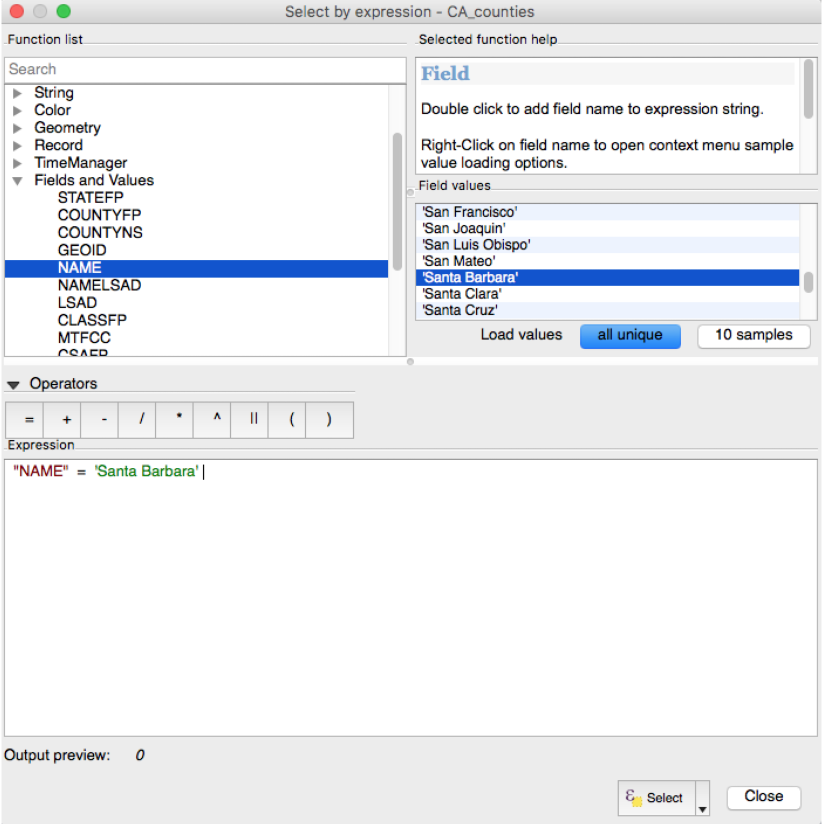 Select by expression - CA_counties
Function list
Search
String
Color
Geometry
Record
TimeManager
Fields and Values
STATEFP
COUNTYFP
COUNTYNS
GEOID
NAME
NAMELSAD
LSAD
CLASSFP
MTFCC
CSAFP
Selected function help
Field
Double click to add field name to expression string.
Right-Click on field name to open context menu sample
value loading options.
Field values
'San Francisco'
'San Joaquin'
'San Luis Obispo'
'San Mateo'
'Santa Barbara'
'Santa Clara'
'Santa Cruz'
Load values all unique 10 samples
Operators
= + - / * ^ || ( )
Expression
"NAME" = 'Santa Barbara'
Output preview: 0
Select Close